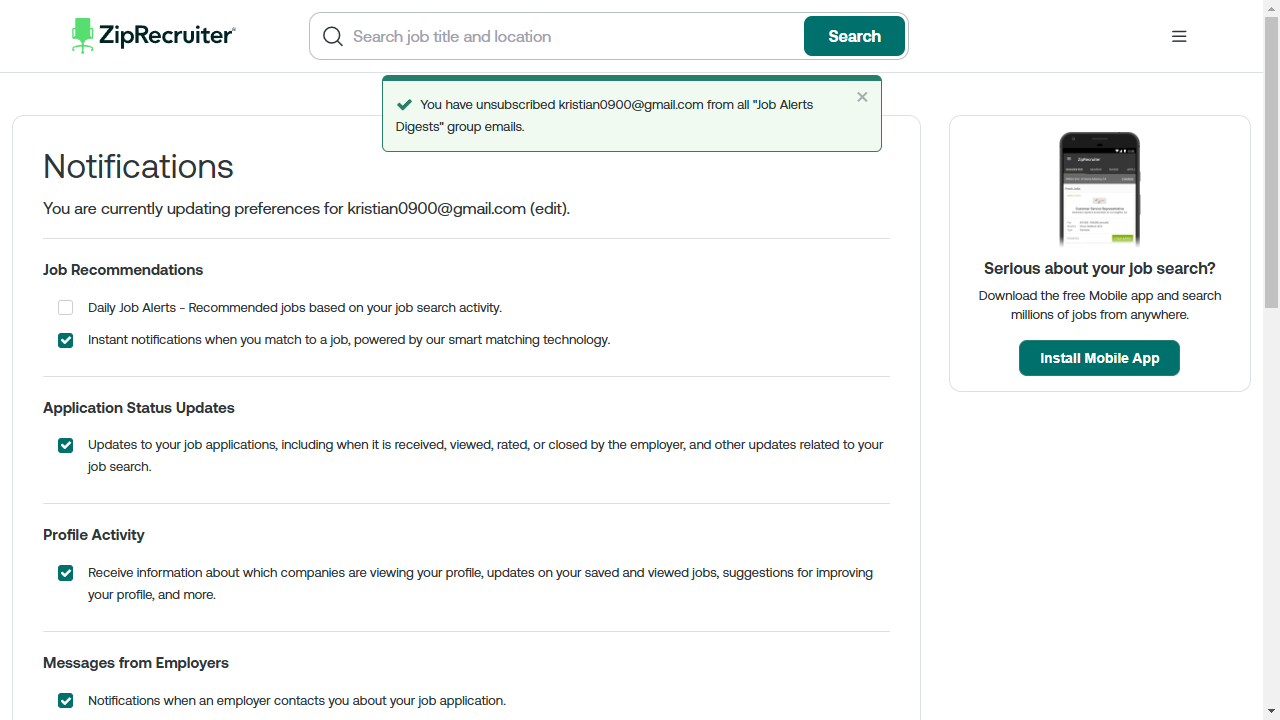 ZipRecruiter
Search job title and location
Search
You have unsubscribed kristian0900@gmail.com from all "Job Alerts
Digests" group emails.
Notifications
You are currently updating preferences for kristian0900@gmail.com (edit).
Job Recommendations
Daily Job Alerts - Recommended jobs based on your job search activity.
Instant notifications when you match to a job, powered by our smart matching technology.
Application Status Updates
Updates to your job applications, including when it is received, viewed, rated, or closed by the employer, and other updates related to your
job search.
Profile Activity
Receive information about which companies are viewing your profile, updates on your saved and viewed jobs, suggestions for improving
your profile, and more.
Messages from Employers
Notifications when an employer contacts you about your job application.
ZipRecruiter
Serious about your job search?
Download the free Mobile app and search
millions of jobs from anywhere.
Install Mobile App